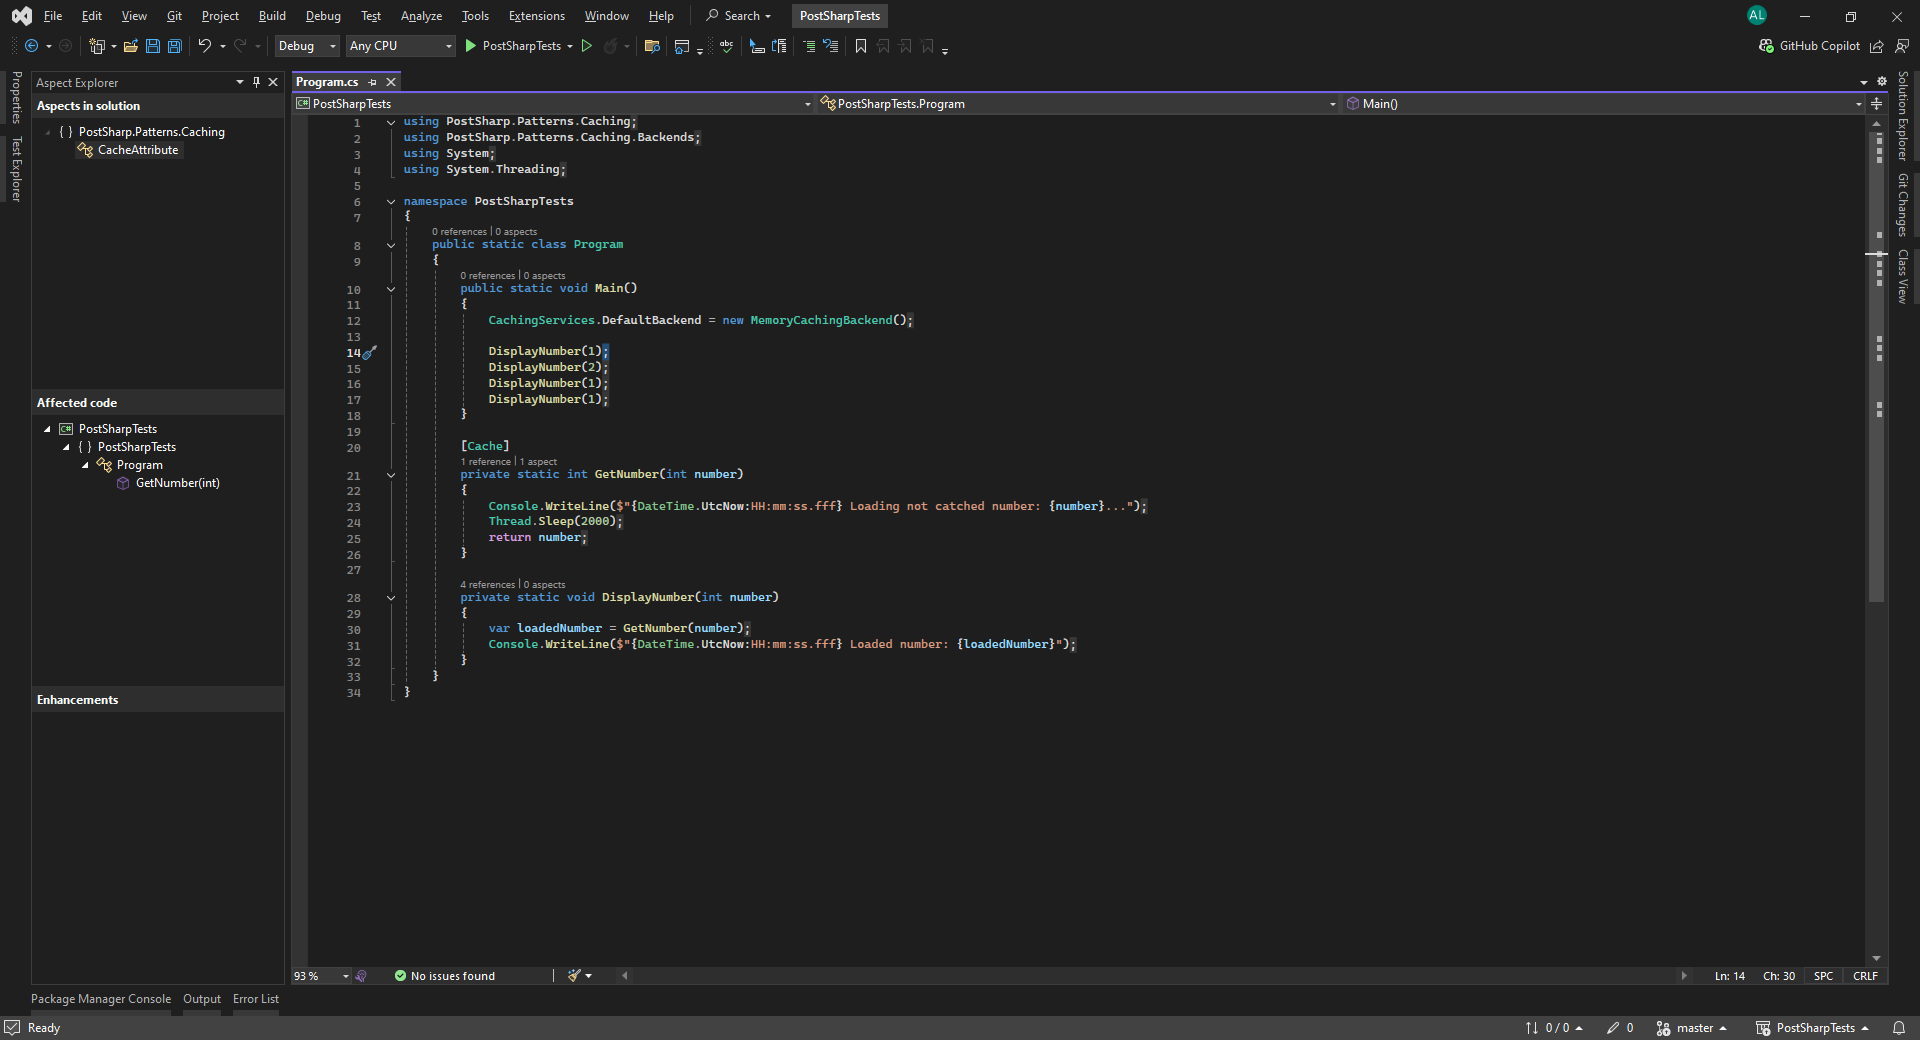 File Edit View Git Project Build Debug Test Analyze Tools Extensions Window Help Search PostSharpTests AL
Debug Any CPU PostSharpTests abc GitHub Copilot
Properties
Test Explorer
Aspect Explorer
Aspects in solution
{ } PostSharp.Patterns.Caching
CacheAttribute
Affected code
C# PostSharpTests
{ } PostSharpTests
Program
GetNumber(int)
Enhancements
Program.cs
C# PostSharpTests PostSharpTests.Program Main()
1 using PostSharp.Patterns.Caching;
2 using PostSharp.Patterns.Caching.Backends;
3 using System;
4 using System.Threading;
5
6 namespace PostSharpTests
7 {
0 references | 0 aspects
8 public static class Program
9 {
0 references | 0 aspects
10 public static void Main()
11 {
12 CachingServices.DefaultBackend = new MemoryCachingBackend();
13
14 DisplayNumber(1);
15 DisplayNumber(2);
16 DisplayNumber(1);
17 DisplayNumber(1);
18 }
19
20 [Cache]
1 reference | 1 aspect
21 private static int GetNumber(int number)
22 {
23 Console.WriteLine($"{DateTime.UtcNow:HH:mm:ss.fff} Loading not catched number: {number}...");
24 Thread.Sleep(2000);
25 return number;
26 }
27
4 references | 0 aspects
28 private static void DisplayNumber(int number)
29 {
30 var loadedNumber = GetNumber(number);
31 Console.WriteLine($"{DateTime.UtcNow:HH:mm:ss.fff} Loaded number: {loadedNumber}");
32 }
33 }
34 }
Solution Explorer
Git Changes
Class View
93 % No issues found Ln: 14 Ch: 30 SPC CRLF
Package Manager Console Output Error List
Ready 0 / 0 0 master PostSharpTests